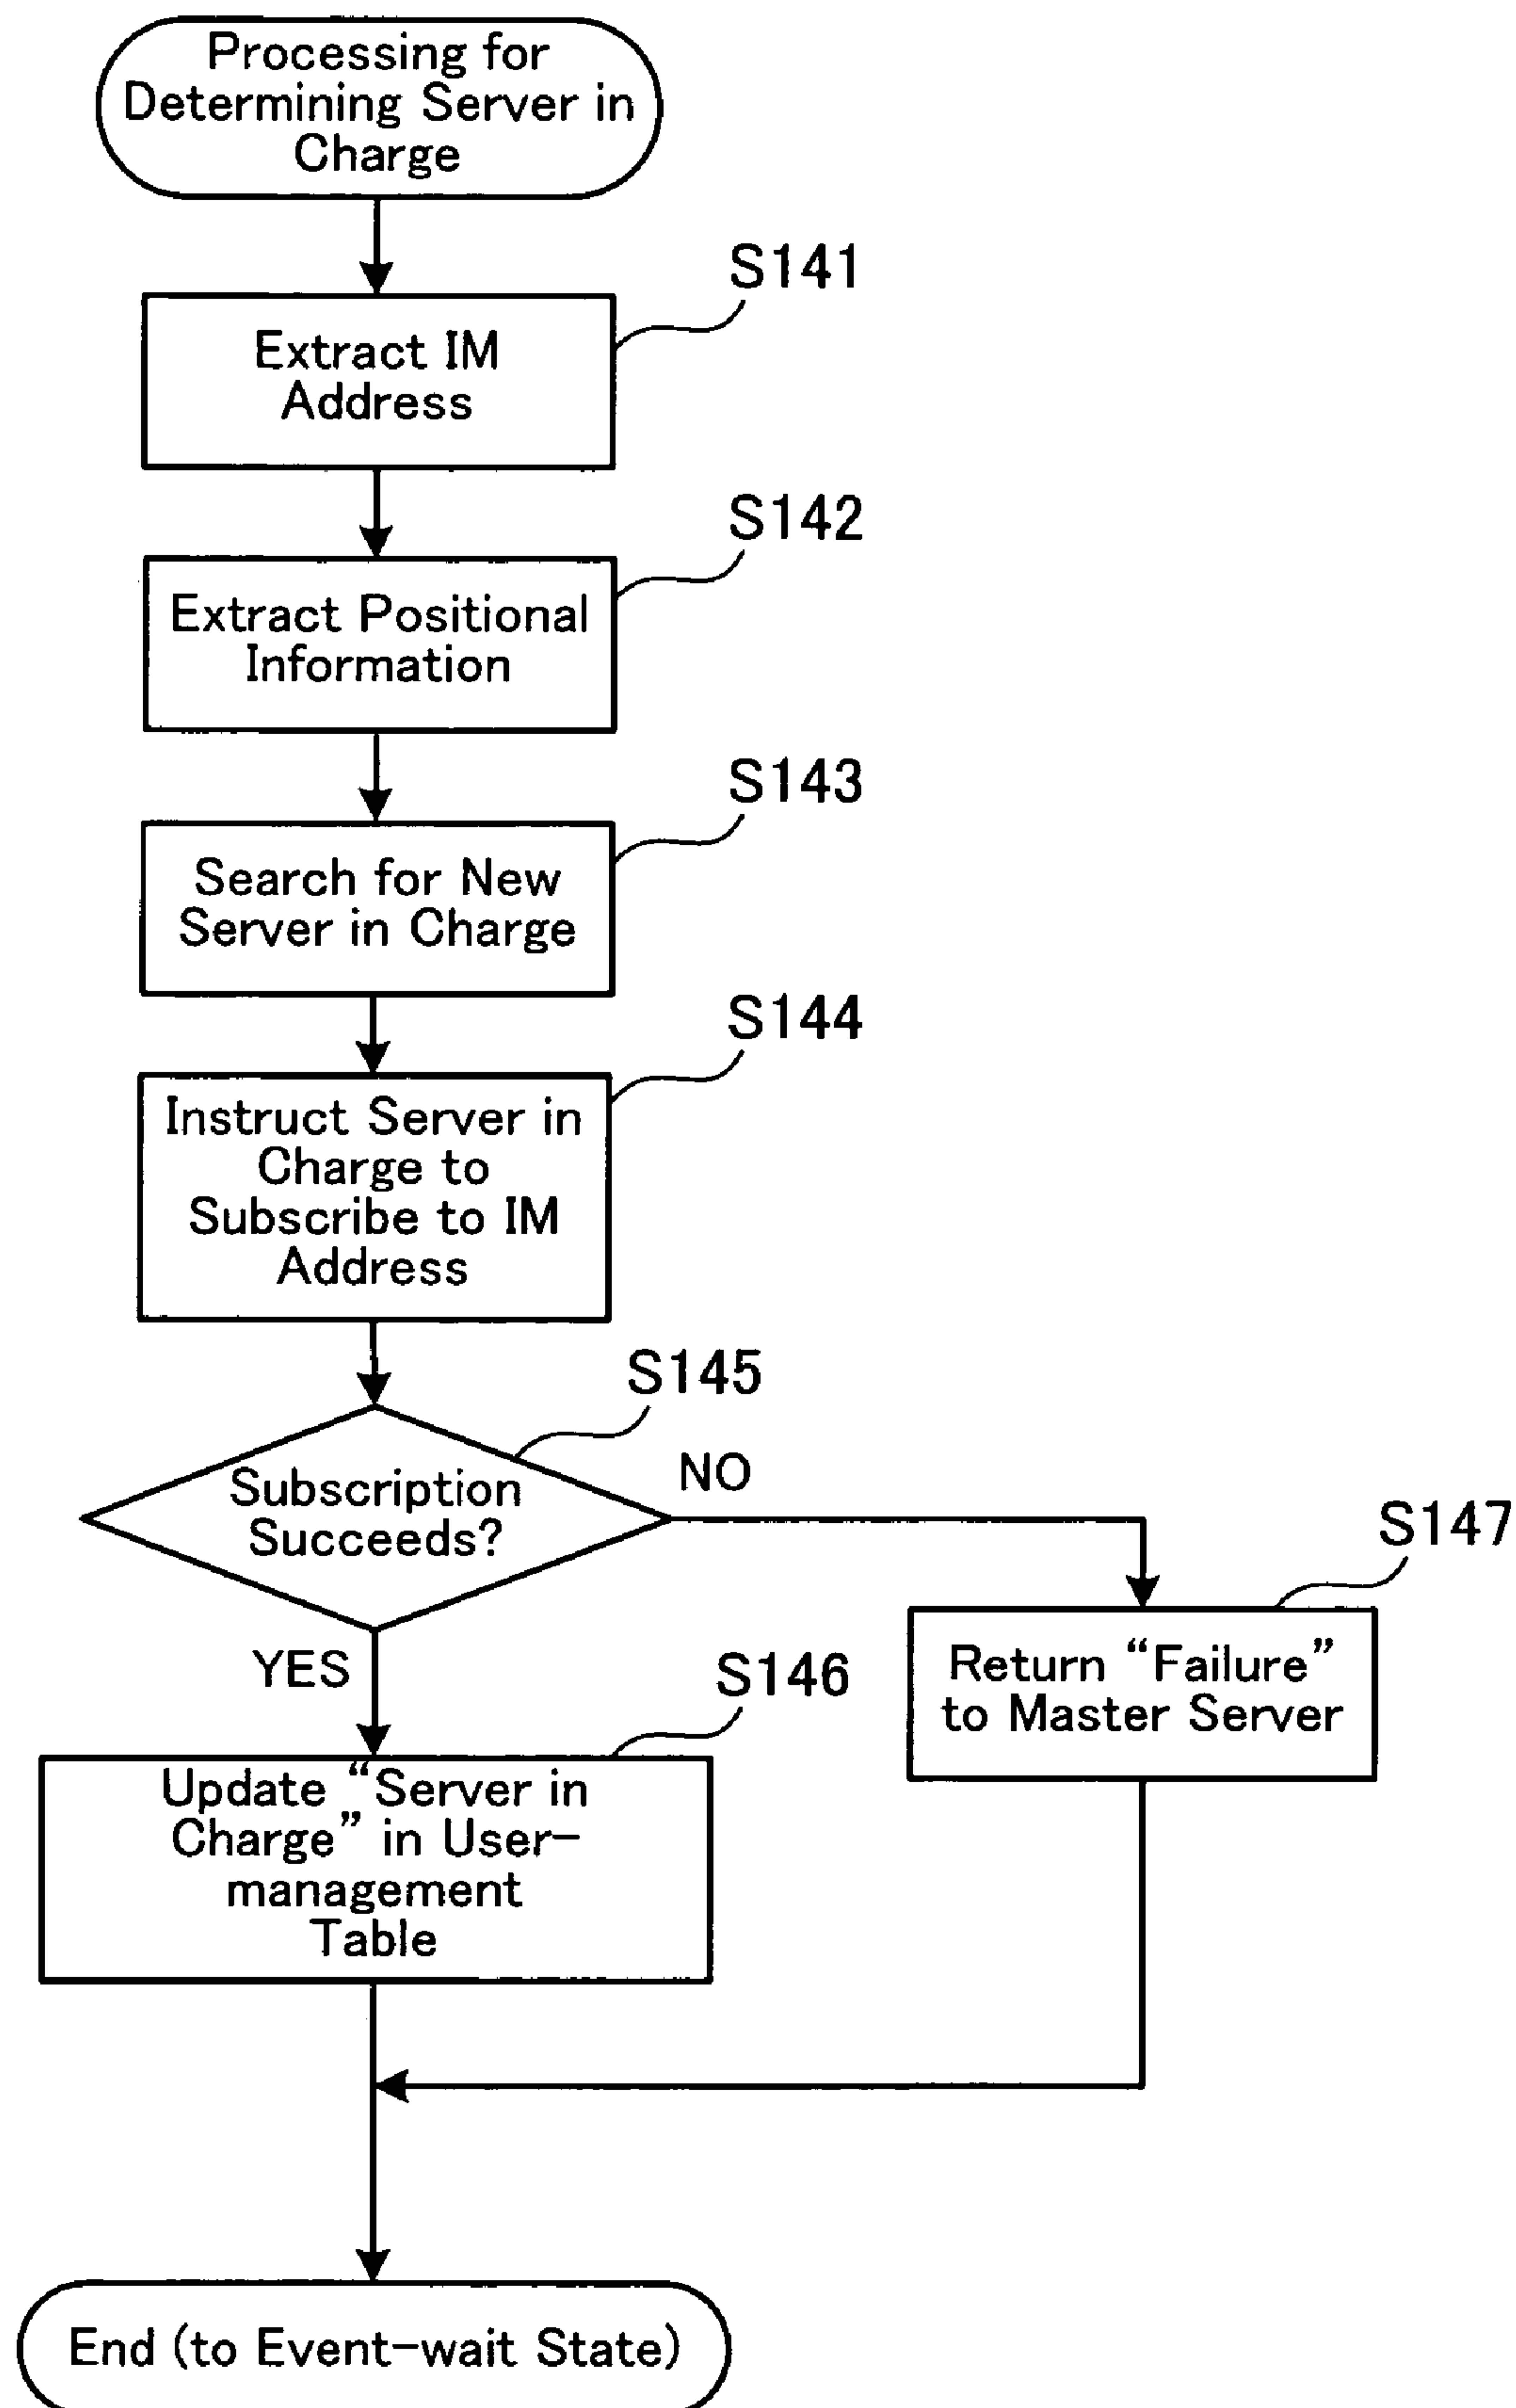 Processing for
Determining Server in
Charge
S141
Extract IM
Address
S142
Extract Positional
Information
S143
Search for New
Server in Charge
S144
Instruct Server in
Charge to
Subscribe to IM
Address
S145
Subscription
Succeeds?
NO
YES
S147
Return “Failure”
to Master Server
S146
Update “Server in
Charge” in User-
management
Table
End (to Event-wait State)